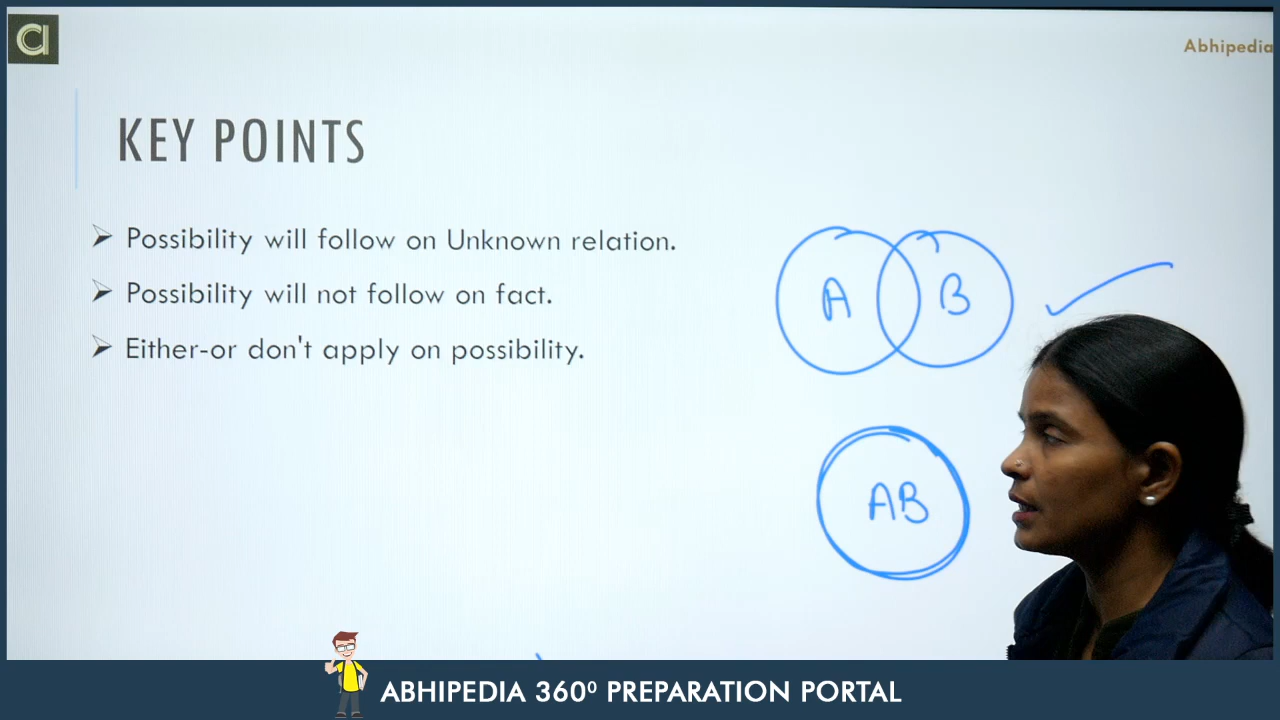 a
Abhipedia
KEY POINTS
Possibility will follow on Unknown relation.
Possibility will not follow on fact.
Either-or don't apply on possibility.
A B
AB
ABHIPEDIA 360⁰ PREPARATION PORTAL